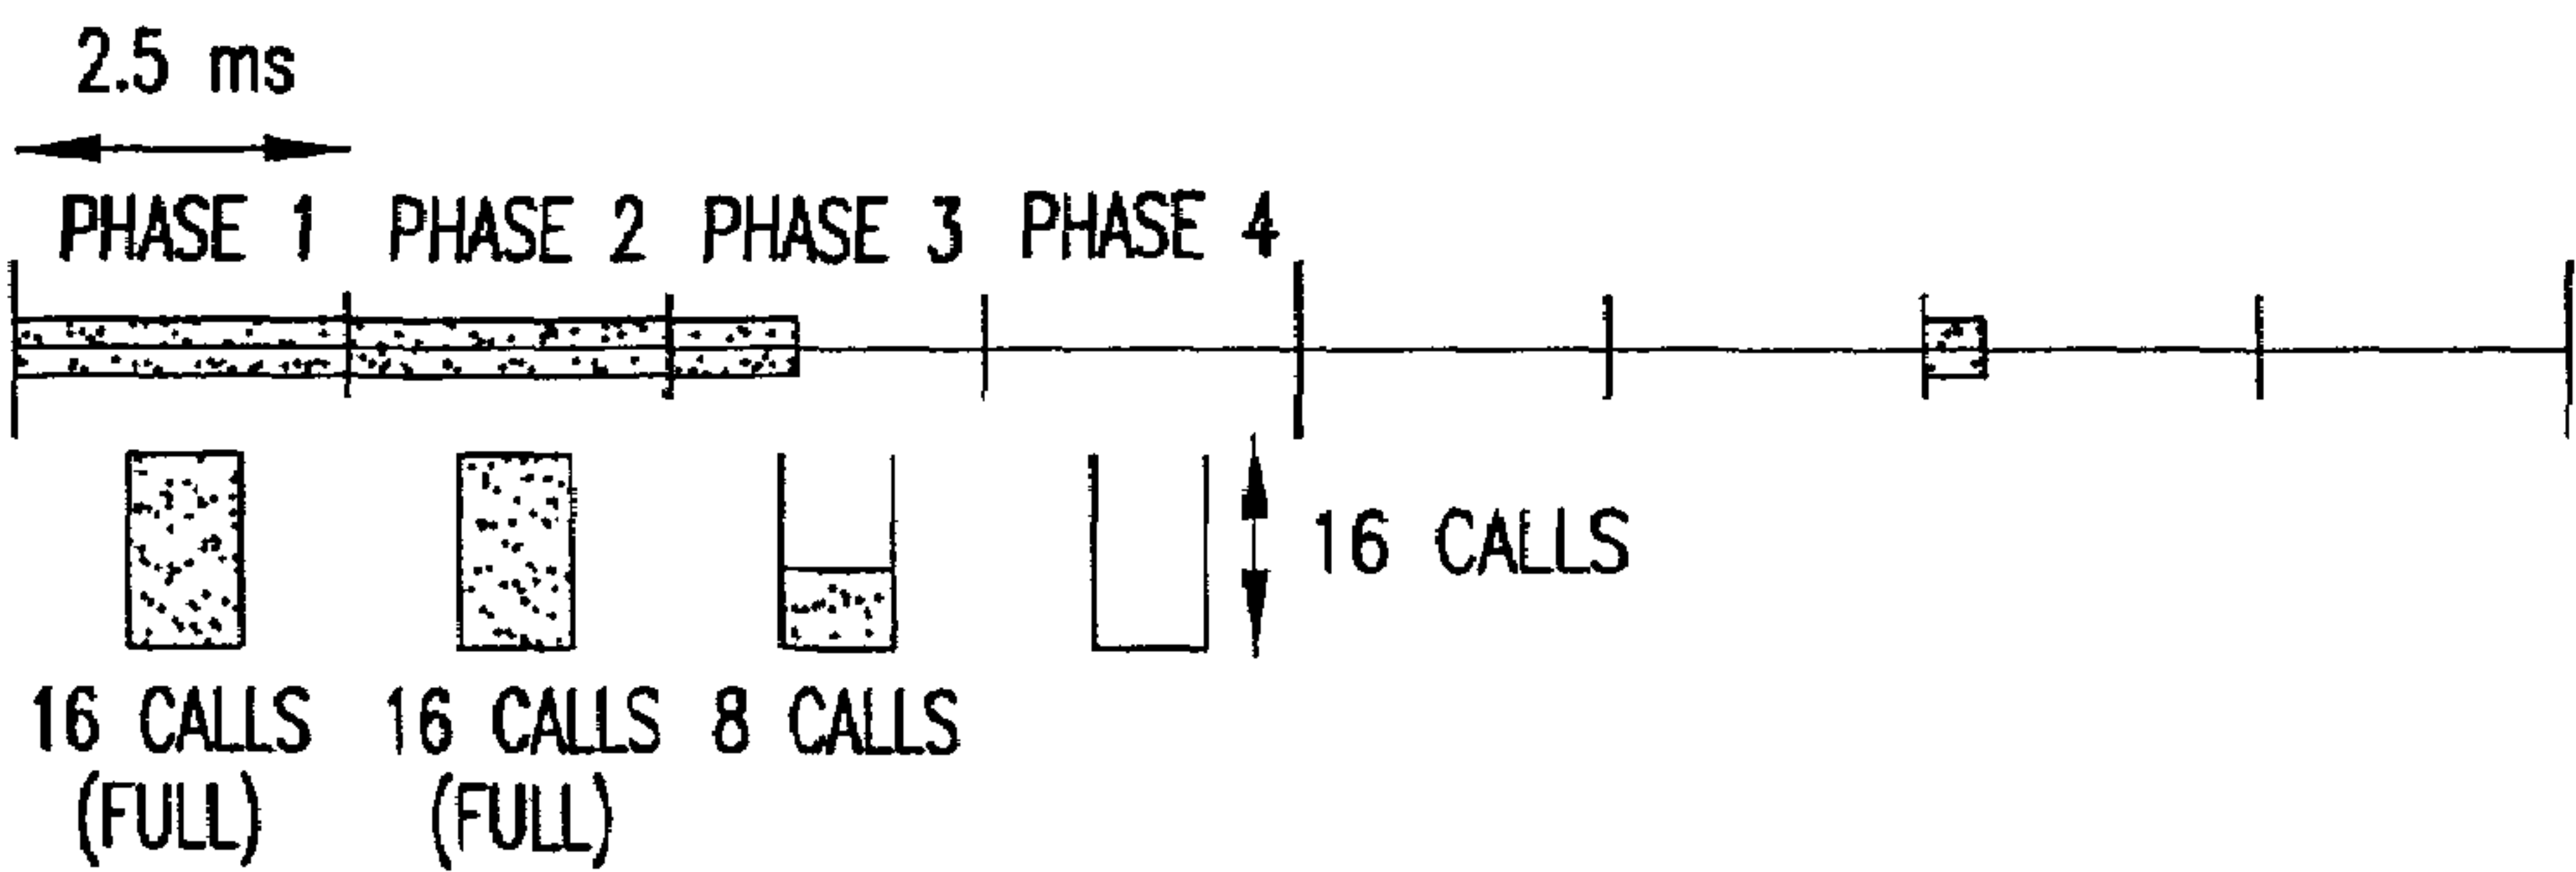 2.5 ms
PHASE 1 PHASE 2 PHASE 3 PHASE 4
16 CALLS
16 CALLS 16 CALLS 8 CALLS
(FULL) (FULL)